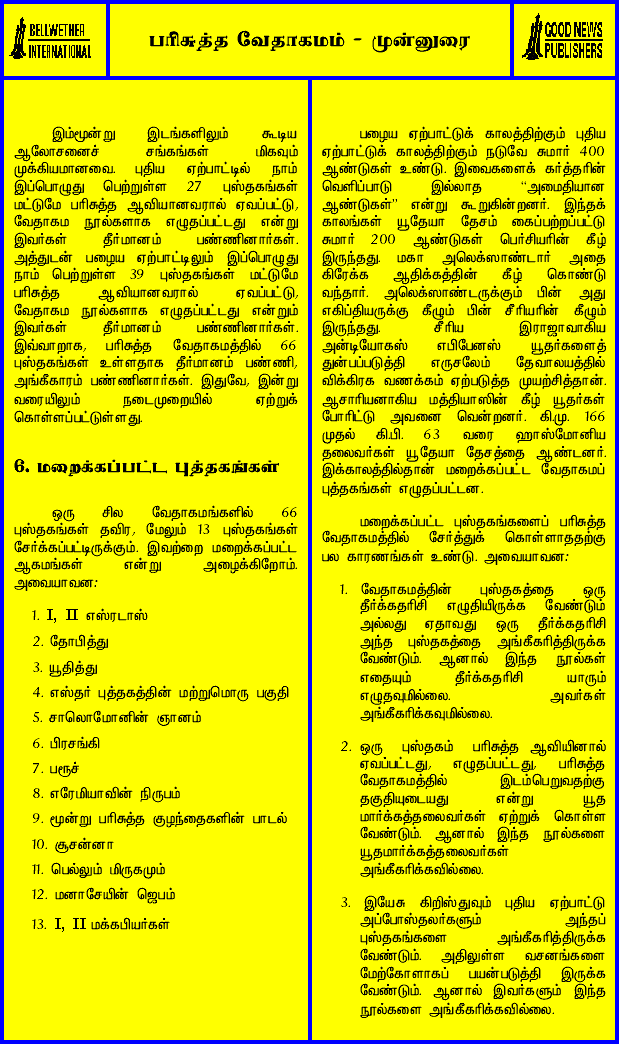 BELLWETHER
INTERNATIONAL
பரிசுத்த வேதாகமம் - முன்னுரை
GOOD NEWS
PUBLISHERS
இம்மூன்று இடங்களிலும் கூடிய
ஆலோசனைச் சங்கங்கள் மிகவும்
முக்கியமானவை. புதிய ஏற்பாட்டில் நாம்
இப்பொழுது பெற்றுள்ள 27 புஸ்தகங்கள்
மட்டுமே பரிசுத்த ஆவியானவரால் ஏவப்பட்டு,
வேதாகம நூல்களாக எழுதப்பட்டது என்று
இவர்கள் தீர்மானம் பண்ணினார்கள்.
அத்துடன் பழைய ஏற்பாட்டிலும் இப்பொழுது
நாம் பெற்றுள்ள 39 புஸ்தகங்கள் மட்டுமே
பரிசுத்த ஆவியானவரால் ஏவப்பட்டு,
வேதாகம நூல்களாக எழுதப்பட்டது என்றும்
இவர்கள் தீர்மானம் பண்ணினார்கள்.
இவ்வாறாக, பரிசுத்த வேதாகமத்தில் 66
புஸ்தகங்கள் உள்ளதாக தீர்மானம் பண்ணி,
அங்கீகாரம் பண்ணினார்கள். இதுவே, இன்று
வரையிலும் நடைமுறையில் ஏற்றுக்
கொள்ளப்பட்டுள்ளது.
6. மறைக்கப்பட்ட புத்தகங்கள்
ஒரு சில வேதாகமங்களில் 66
புஸ்தகங்கள் தவிர, மேலும் 13 புஸ்தகங்கள்
சேர்க்கப்பட்டிருக்கும். இவற்றை மறைக்கப்பட்ட
ஆகமங்கள் என்று அழைக்கிறோம்.
அவையாவன:
1. I, II எஸ்ரடாஸ்
2. தோபித்து
3. யூதித்து
4. எஸ்தர் புத்தகத்தின் மற்றுமொரு பகுதி
5. சாலொமோனின் ஞானம்
6. பிரசங்கி
7. பரூச்
8. எரேமியாவின் நிருபம்
9. மூன்று பரிசுத்த குழந்தைகளின் பாடல்
10. சூசன்னா
11. பெல்லும் மிருகமும்
12. மனாசேயின் ஜெபம்
13. I, II மக்கபியர்கள்
பழைய ஏற்பாட்டுக் காலத்திற்கும் புதிய
ஏற்பாட்டுக் காலத்திற்கும் நடுவே சுமார் 400
ஆண்டுகள் உண்டு. இவைகளைக் கர்த்தரின்
வெளிப்பாடு இல்லாத “அமைதியான
ஆண்டுகள்” என்று கூறுகின்றனர். இந்தக்
காலங்கள் யூதேயா தேசம் கைப்பற்றப்பட்டு
சுமார் 200 ஆண்டுகள் பெர்சியரின் கீழ்
இருந்தது. மகா அலெக்ஸாண்டார் அதை
கிரேக்க ஆதிக்கத்தின் கீழ் கொண்டு
வந்தார். அலெக்ஸாண்டருக்கும் பின் அது
எகிப்தியருக்கு கீழும் பின் சீரியரின் கீழும்
இருந்தது. சீரிய இராஜாவாகிய
அன்டியோகஸ் எபிபேனஸ் யூதர்களைத்
துன்பப்படுத்தி எருசலேம் தேவாலயத்தில்
விக்கிரக வணக்கம் ஏற்படுத்த முயற்சித்தான்.
ஆசாரியனாகிய மத்தியாஸின் கீழ் யூதர்கள்
போரிட்டு அவனை வென்றனர். கி.மு. 166
முதல் கி.பி. 63 வரை ஹாஸ்மோனிய
தலைவர்கள் யூதேயா தேசத்தை ஆண்டனர்.
இக்காலத்தில்தான் மறைக்கப்பட்ட வேதாகமப்
புத்தகங்கள் எழுதப்பட்டன.
மறைக்கப்பட்ட புஸ்தகங்களைப் பரிசுத்த
வேதாகமத்தில் சேர்த்துக் கொள்ளாததற்கு
பல காரணங்கள் உண்டு. அவையாவன:
1. வேதாகமத்தின் புஸ்தகத்தை ஒரு
தீர்க்கதரிசி எழுதியிருக்க வேண்டும்
அல்லது ஏதாவது ஒரு தீர்க்கதரிசி
அந்த புஸ்தகத்தை அங்கீகரித்திருக்க
வேண்டும். ஆனால் இந்த நூல்கள்
எதையும் தீர்க்கதரிசி யாரும்
எழுதவுமில்லை. அவர்கள்
அங்கீகரிக்கவுமில்லை.
2. ஒரு புஸ்தகம் பரிசுத்த ஆவியினால்
ஏவப்பட்டது, எழுதப்பட்டது, பரிசுத்த
வேதாகமத்தில் இடம்பெறுவதற்கு
தகுதியுடையது என்று யூத
மார்க்கத்தலைவர்கள் ஏற்றுக் கொள்ள
வேண்டும். ஆனால் இந்த நூல்களை
யூதமார்க்கத்தலைவர்கள்
அங்கீகரிக்கவில்லை.
3. இயேசு கிறிஸ்துவும் புதிய ஏற்பாட்டு
அப்போஸ்தலர்களும் அந்தப்
புஸ்தகங்களை அங்கீகரித்திருக்க
வேண்டும். அதிலுள்ள வசனங்களை
மேற்கோளாகப் பயன்படுத்தி இருக்க
வேண்டும். ஆனால் இவர்களும் இந்த
நூல்களை அங்கீகரிக்கவில்லை.